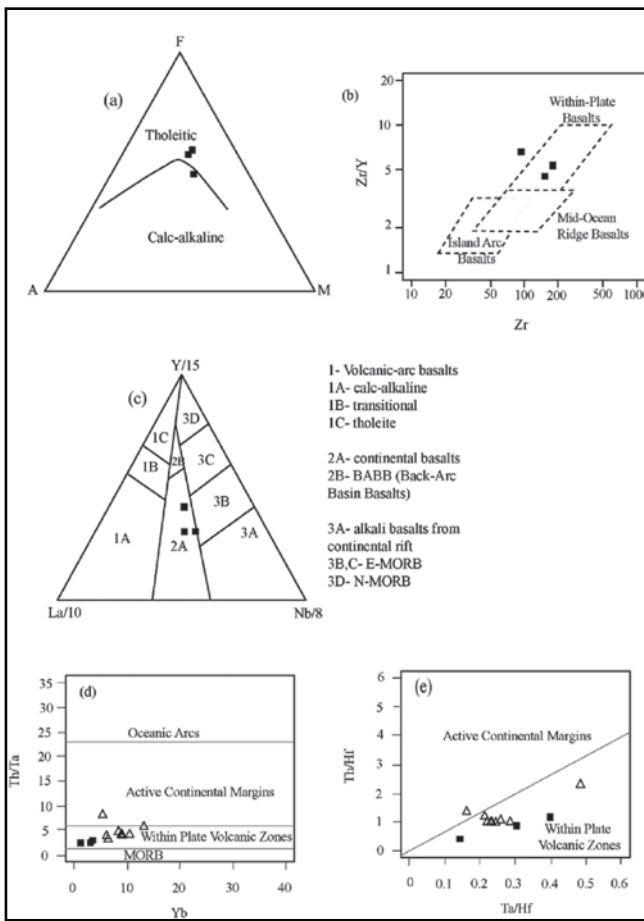 F
(a)
Tholeitic
Calc-alkaline
A
M
(b)
20
10
5
2
1
Zr/Y
Within-Plate
Basalts
Mid-Ocean
Ridge Basalts
Island Arc
Basalts
10 20 50 100 200 500 1000
Zr
Y/15
(c)
1C
3D
2B
1B
3C
3B
1A
2A
3A
La/10
Nb/8
1- Volcanic-arc basalts
1A- calc-alkaline
1B- transitional
1C- tholeite
2A- continental basalts
2B- BABB (Back-Arc
Basin Basalts)
3A- alkali basalts from
continental rift
3B,C- E-MORB
3D- N-MORB
(d)
35
30
25
20
15
10
5
0
Th/Ta
Oceanic Arcs
Active Continental Margins
Within Plate Volcanic Zones
MORB
0 10 20 30 40
Yb
(e)
6
5
4
3
2
1
0
Th/Hf
Active Continental Margins
Within Plate
Volcanic Zones
0.0 0.1 0.2 0.3 0.4 0.5 0.6
Ta/Hf